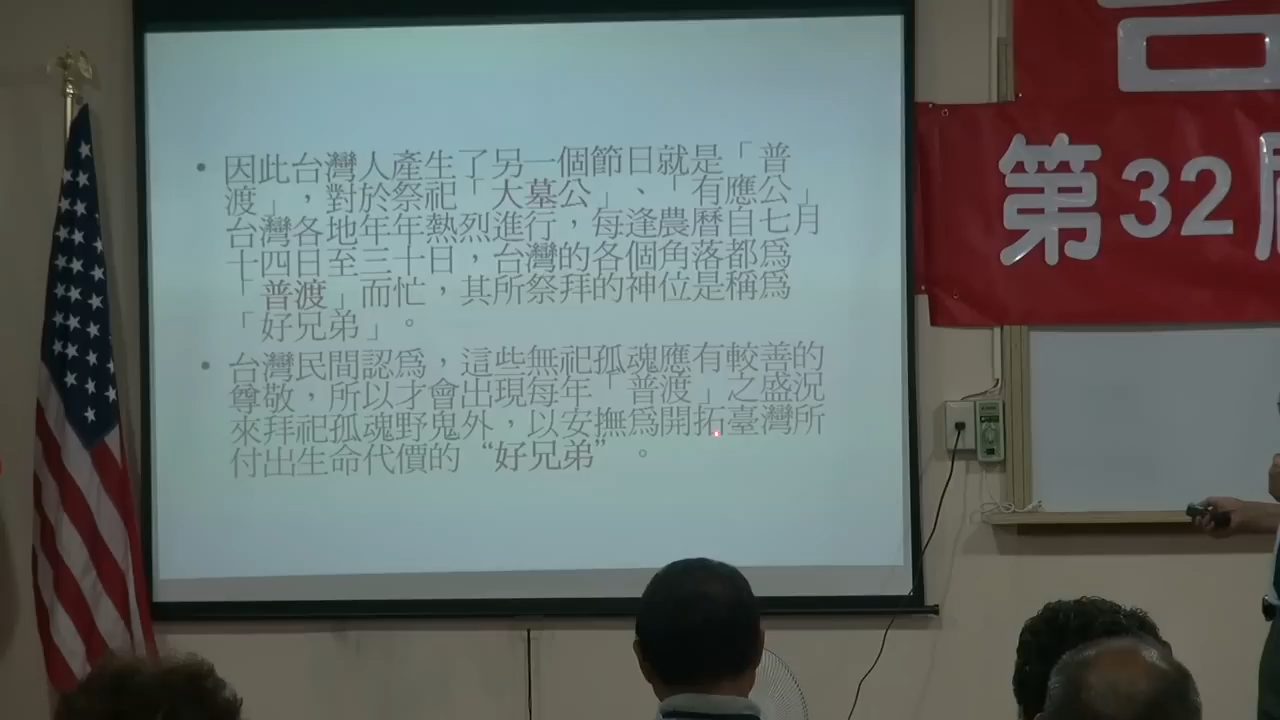 • 因此台灣人產生了另一個節日就是「普
渡」，對於祭祀「大墓公」、「有應公」
台灣各地年年熱烈進行，每逢農曆自七月
十四日至三十日，台灣的各個角落都為
「普渡」而忙，其所祭拜的神位是稱為
「好兄弟」。
• 台灣民間認為，這些無祀孤魂應有較善的
尊敬，所以才會出現每年「普渡」之盛況
來拜祀孤魂野鬼外，以安撫為開拓臺灣所
付出生命代價的“好兄弟”。
第32